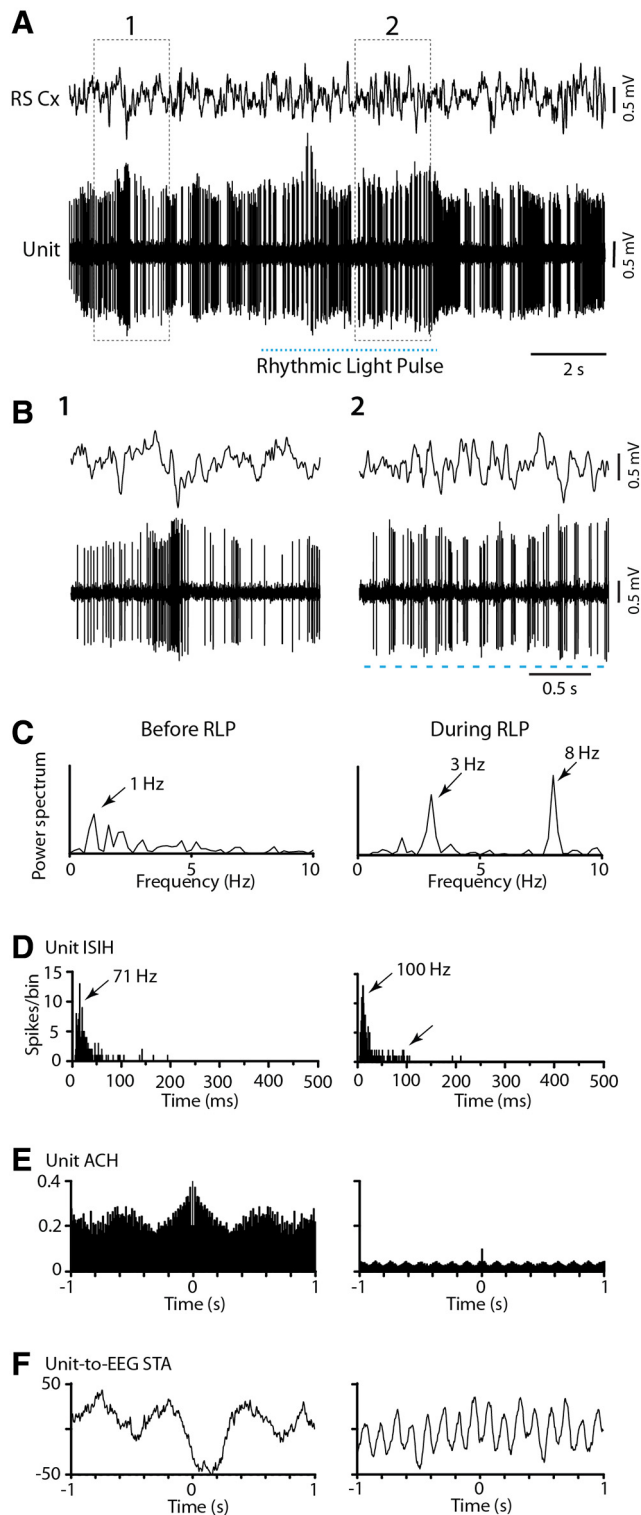 A
1
2
RS Cx
0.5 mV
Unit
0.5 mV
Rhythmic Light Pulse
2 s
B
1
2
0.5 mV
0.5 mV
0.5 s
C
Before RLP
During RLP
Power spectrum
1 Hz
3 Hz
8 Hz
0
5
10
0
5
10
Frequency (Hz)
Frequency (Hz)
D
Unit ISIH
Spikes/bin
15
10
5
0
71 Hz
100 Hz
0
100
200
300
400
500
0
100
200
300
400
500
Time (ms)
Time (ms)
E
Unit ACH
0.4
0.2
0
-1
0
1
-1
0
1
Time (s)
Time (s)
F
Unit-to-EEG STA
50
-50
-1
0
1
-1
0
1
Time (s)
Time (s)